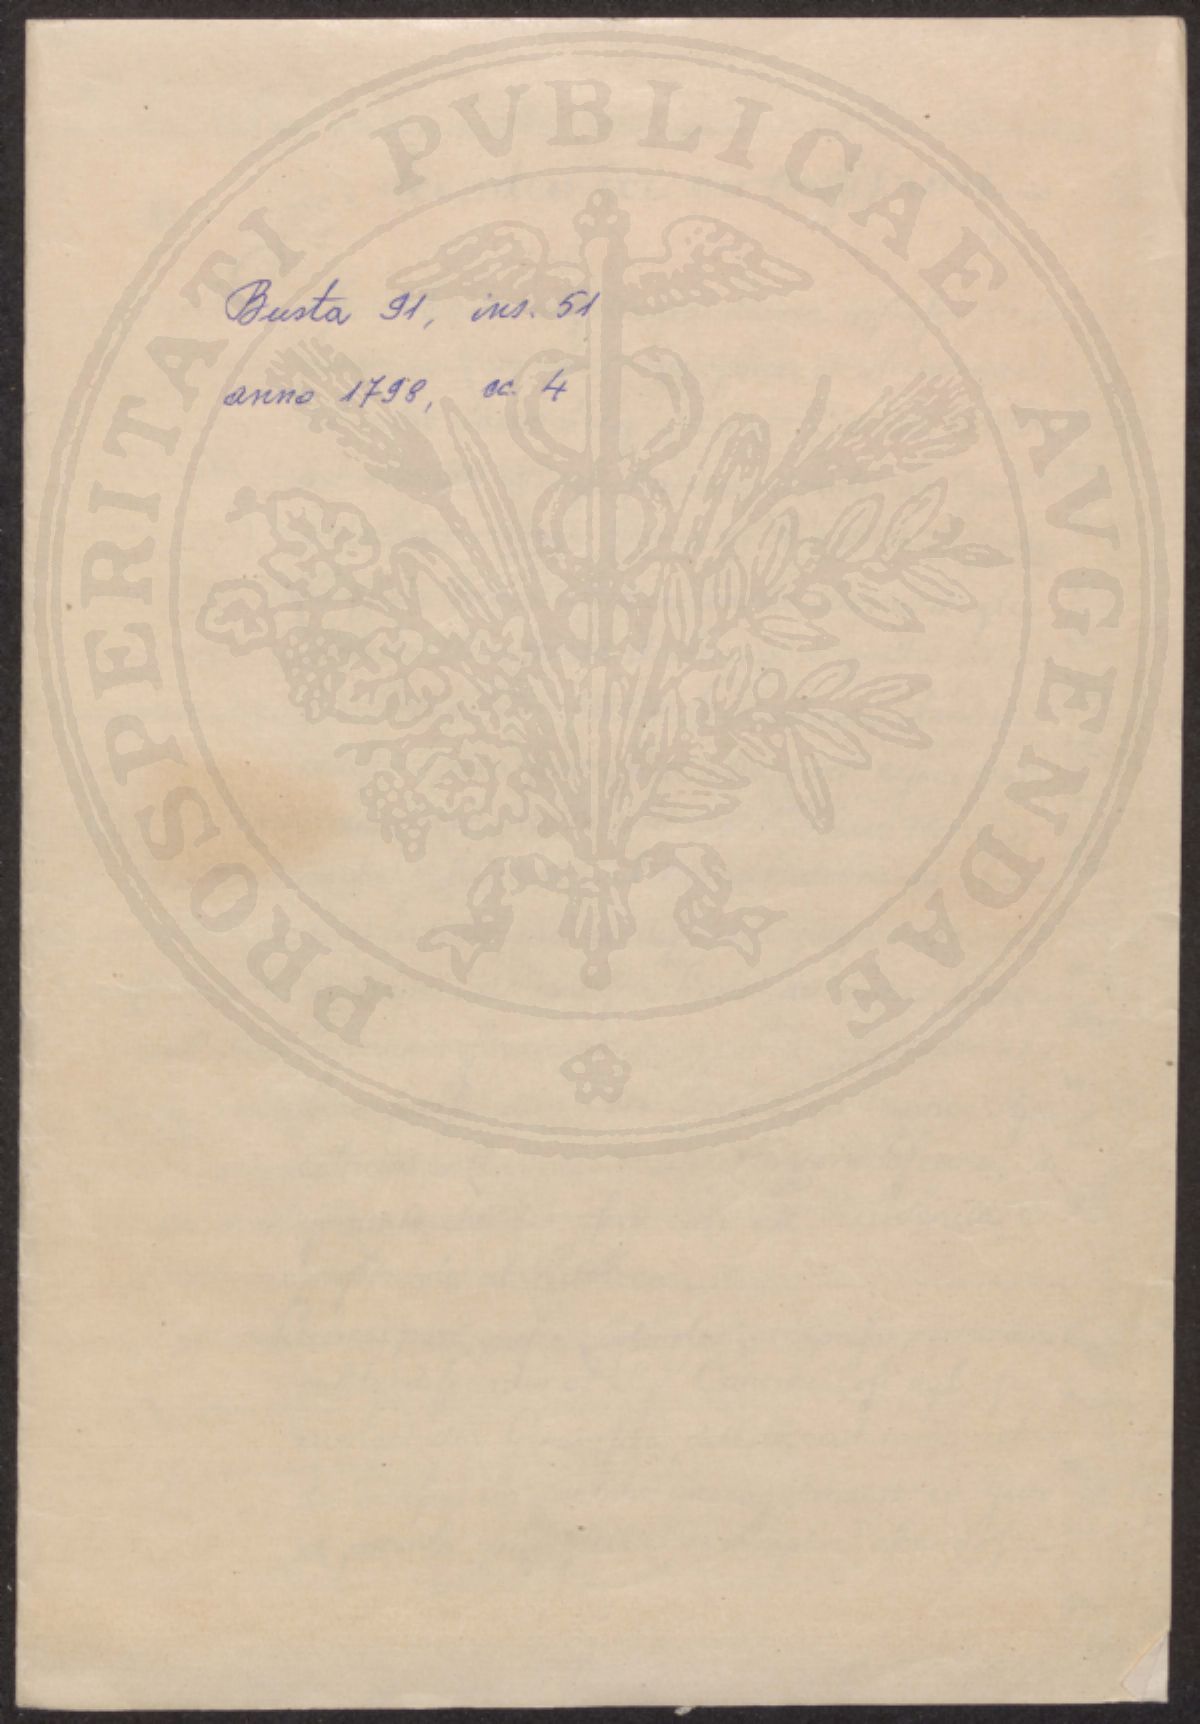 PROSPERITATI PVBLICAE AVGENDAE
Busta 91, ins. 51
anno 1798, cc. 4